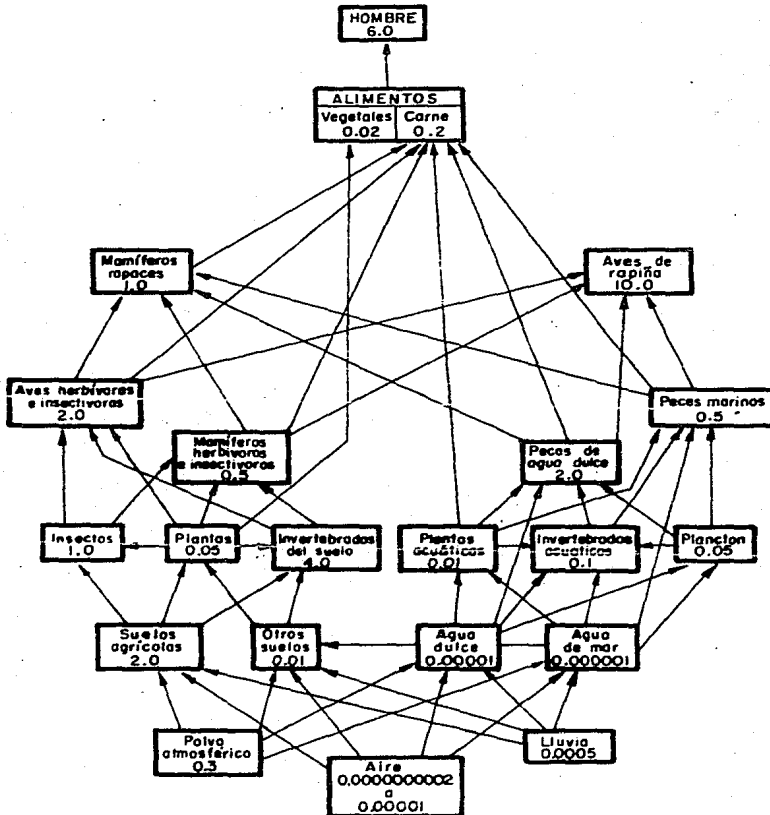 HOMBRE
6.0
ALIMENTOS
Vegetales Carne
0.02 0.2
Mamíferos
rapaces
1.0
Aves de
rapiña
10.0
Aves herbívoras
e insectivoras
2.0
Peces marinos
0.5
Mamíferos
herbívoros
e insectivoros
0.5
Peces de
agua dulce
2.0
Insectos
1.0
Plantas
0.05
Invertebrados
del suelo
4.0
Plantas
acuáticas
0.01
Invertebrados
acuaticos
0.1
Plancton
0.05
Suelos
agrícolas
2.0
Otros
suelos
0.01
Agua
dulce
0.00001
Agua
de mar
0.000001
Polvo
atmosférico
0.3
Aire
0.0000000002
a
0.00001
Lluvia
0.0005